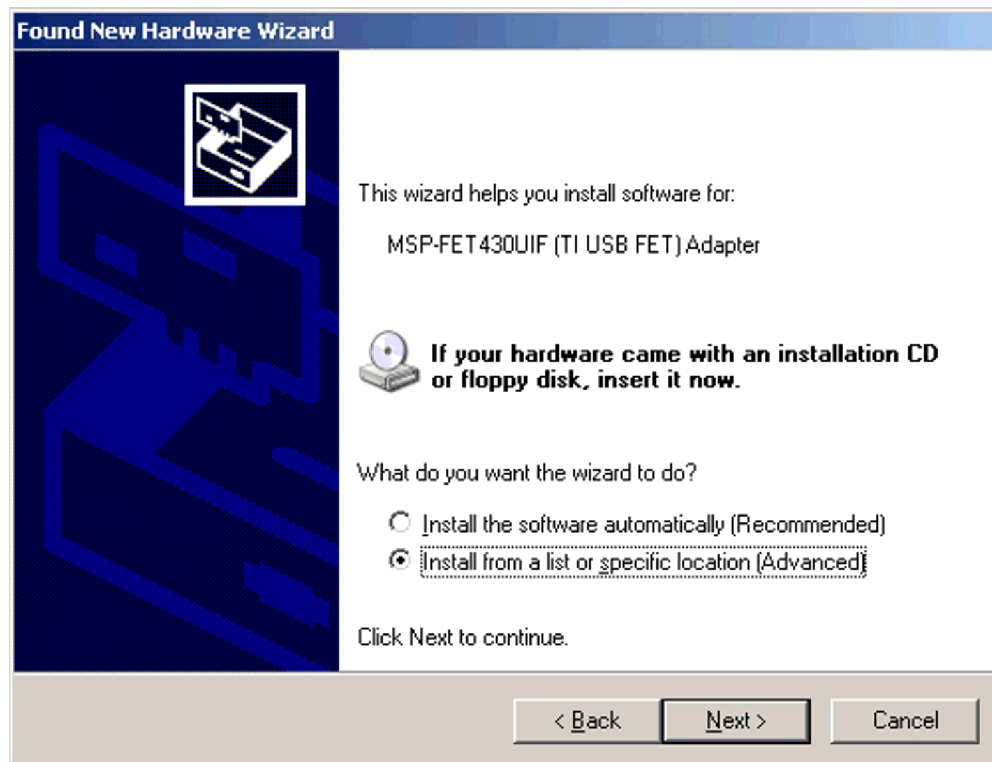 Found New Hardware Wizard
This wizard helps you install software for:
MSP-FET430UIF (TI USB FET) Adapter
If your hardware came with an installation CD
or floppy disk, insert it now.
What do you want the wizard to do?
Install the software automatically (Recommended)
Install from a list or specific location (Advanced)
Click Next to continue.
< Back Next > Cancel